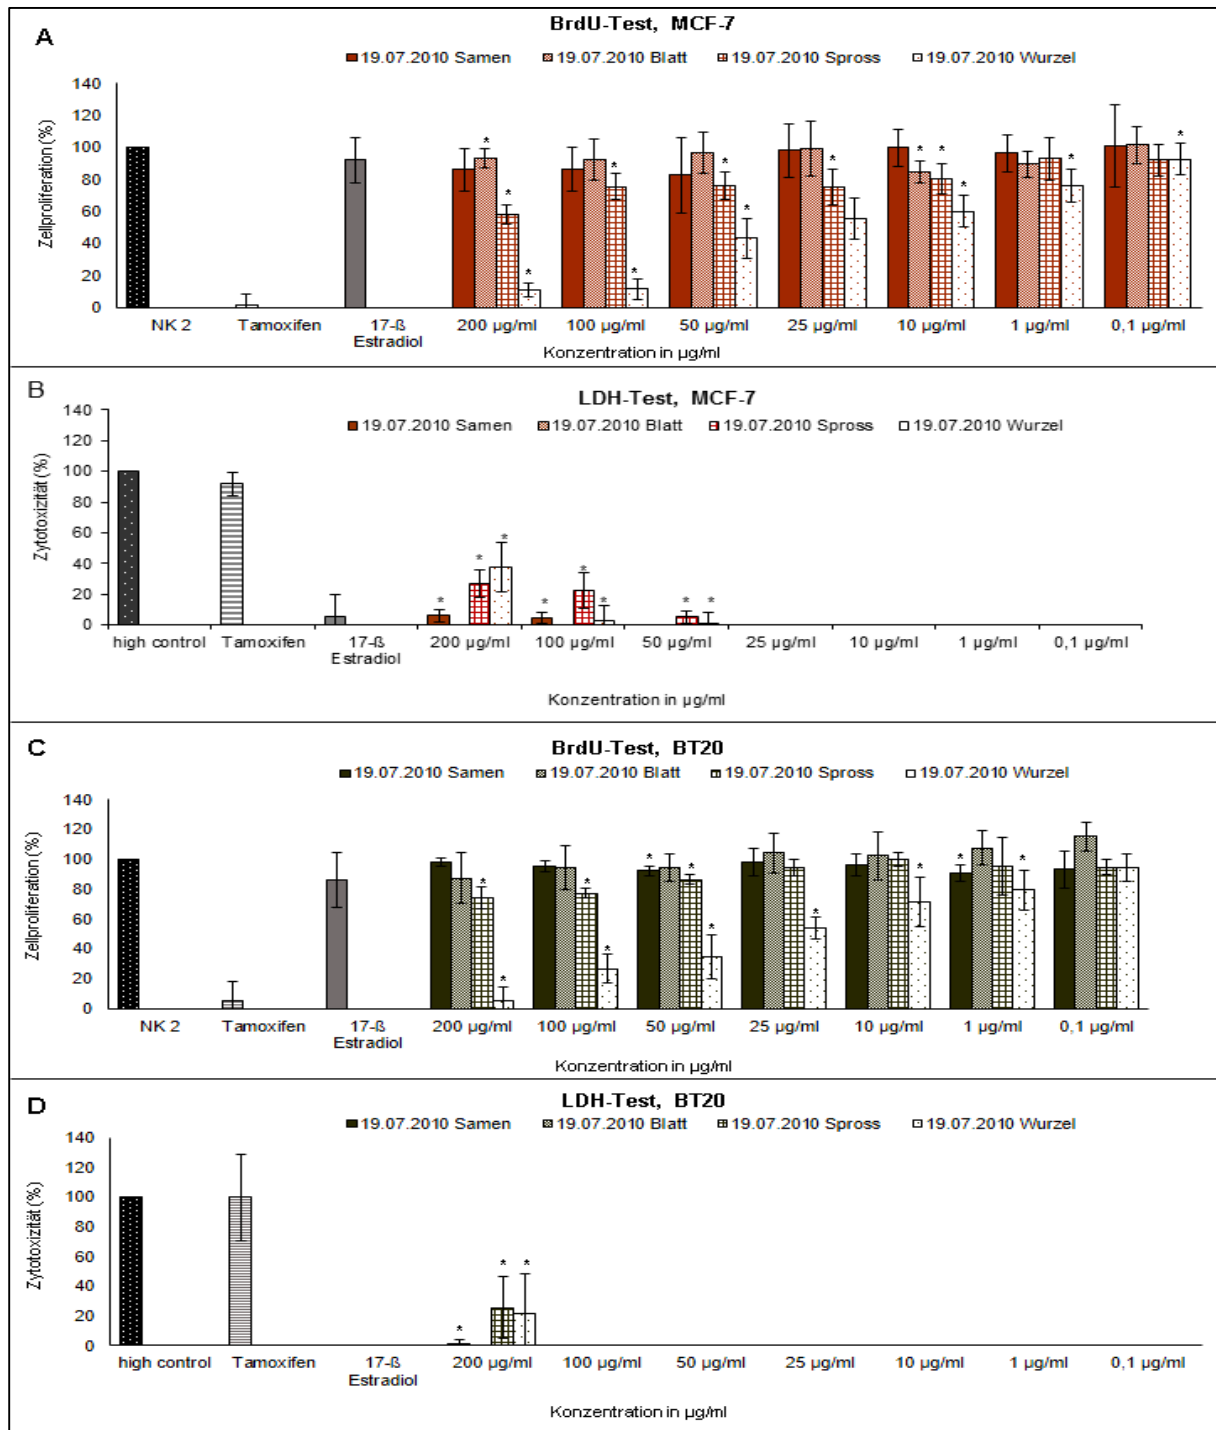 A
BrdU-Test, MCF-7
19.07.2010 Samen 19.07.2010 Blatt 19.07.2010 Spross 19.07.2010 Wurzel
Zellproliferation (%)
140
120
100
80
60
40
20
0
* * * * * * * * * * * * * *
NK 2 Tamoxifen 17-ß Estradiol 200 µg/ml 100 µg/ml 50 µg/ml 25 µg/ml 10 µg/ml 1 µg/ml 0,1 µg/ml
Konzentration in µg/ml
B
LDH-Test, MCF-7
19.07.2010 Samen 19.07.2010 Blatt 19.07.2010 Spross 19.07.2010 Wurzel
Zytotoxizität (%)
140
120
100
80
60
40
20
0
* * * * * * * *
high control Tamoxifen 17-ß Estradiol 200 µg/ml 100 µg/ml 50 µg/ml 25 µg/ml 10 µg/ml 1 µg/ml 0,1 µg/ml
Konzentration in µg/ml
C
BrdU-Test, BT20
19.07.2010 Samen 19.07.2010 Blatt 19.07.2010 Spross 19.07.2010 Wurzel
Zellproliferation (%)
140
120
100
80
60
40
20
0
* * * * * * * * * * *
NK 2 Tamoxifen 17-ß Estradiol 200 µg/ml 100 µg/ml 50 µg/ml 25 µg/ml 10 µg/ml 1 µg/ml 0,1 µg/ml
Konzentration in µg/ml
D
LDH-Test, BT20
19.07.2010 Samen 19.07.2010 Blatt 19.07.2010 Spross 19.07.2010 Wurzel
Zytotoxizität (%)
140
120
100
80
60
40
20
0
* * *
high control Tamoxifen 17-ß Estradiol 200 µg/ml 100 µg/ml 50 µg/ml 25 µg/ml 10 µg/ml 1 µg/ml 0,1 µg/ml
Konzentration in µg/ml